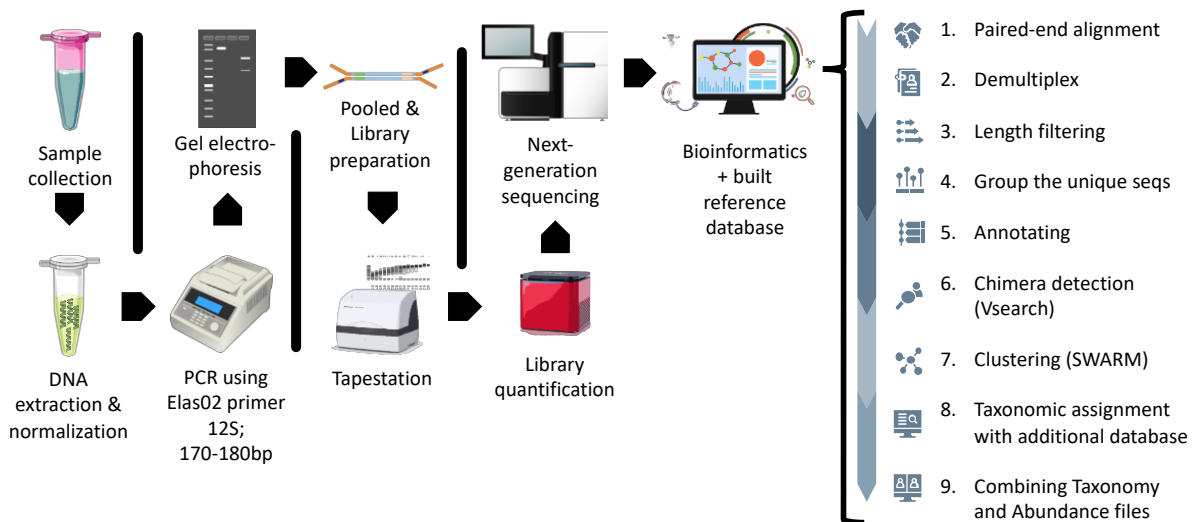 Sample
collection
DNA
extraction &
normalization
PCR using
Elas02 primer
12S;
170-180bp
Gel electro-
phoresis
Pooled &
Library
preparation
Tapestation
Library
quantification
Next-
generation
sequencing
Bioinformatics
+ built
reference
database
1. Paired-end alignment
2. Demultiplex
3. Length filtering
4. Group the unique seqs
5. Annotating
6. Chimera detection
(Vsearch)
7. Clustering (SWARM)
8. Taxonomic assignment
with additional database
9. Combining Taxonomy
and Abundance files